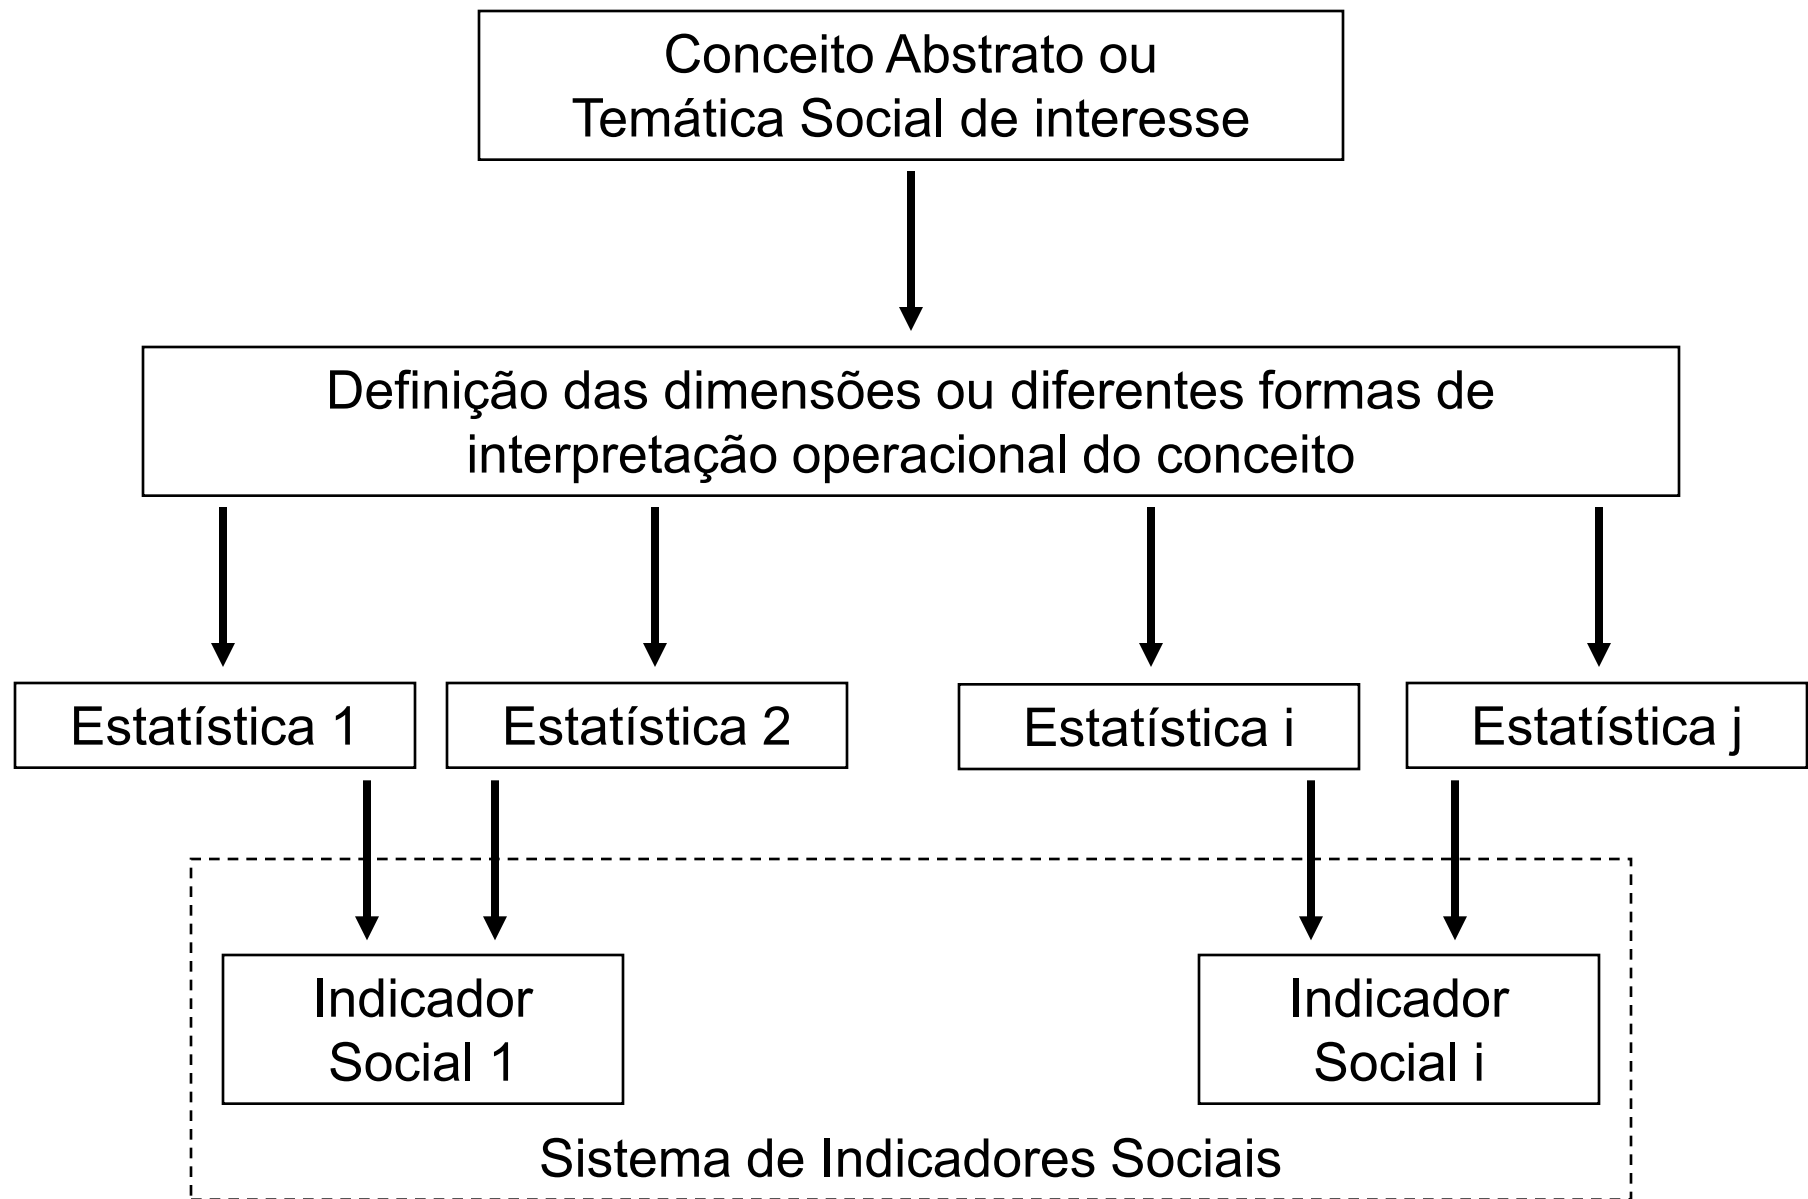 Conceito Abstrato ou
Temática Social de interesse
Definição das dimensões ou diferentes formas de
interpretação operacional do conceito
Estatística 1
Estatística 2
Estatística i
Estatística j
Indicador
Social 1
Indicador
Social i
Sistema de Indicadores Sociais